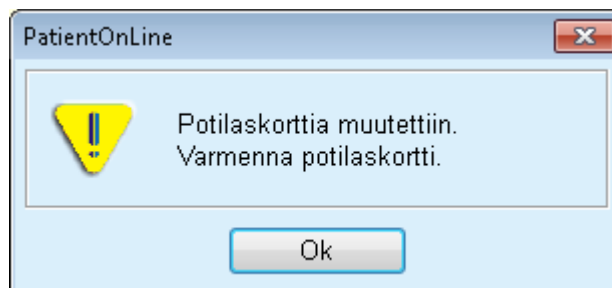 PatientOnLine
Potilaskorttia muutettiin.
Varmenna potilaskortti.
Ok